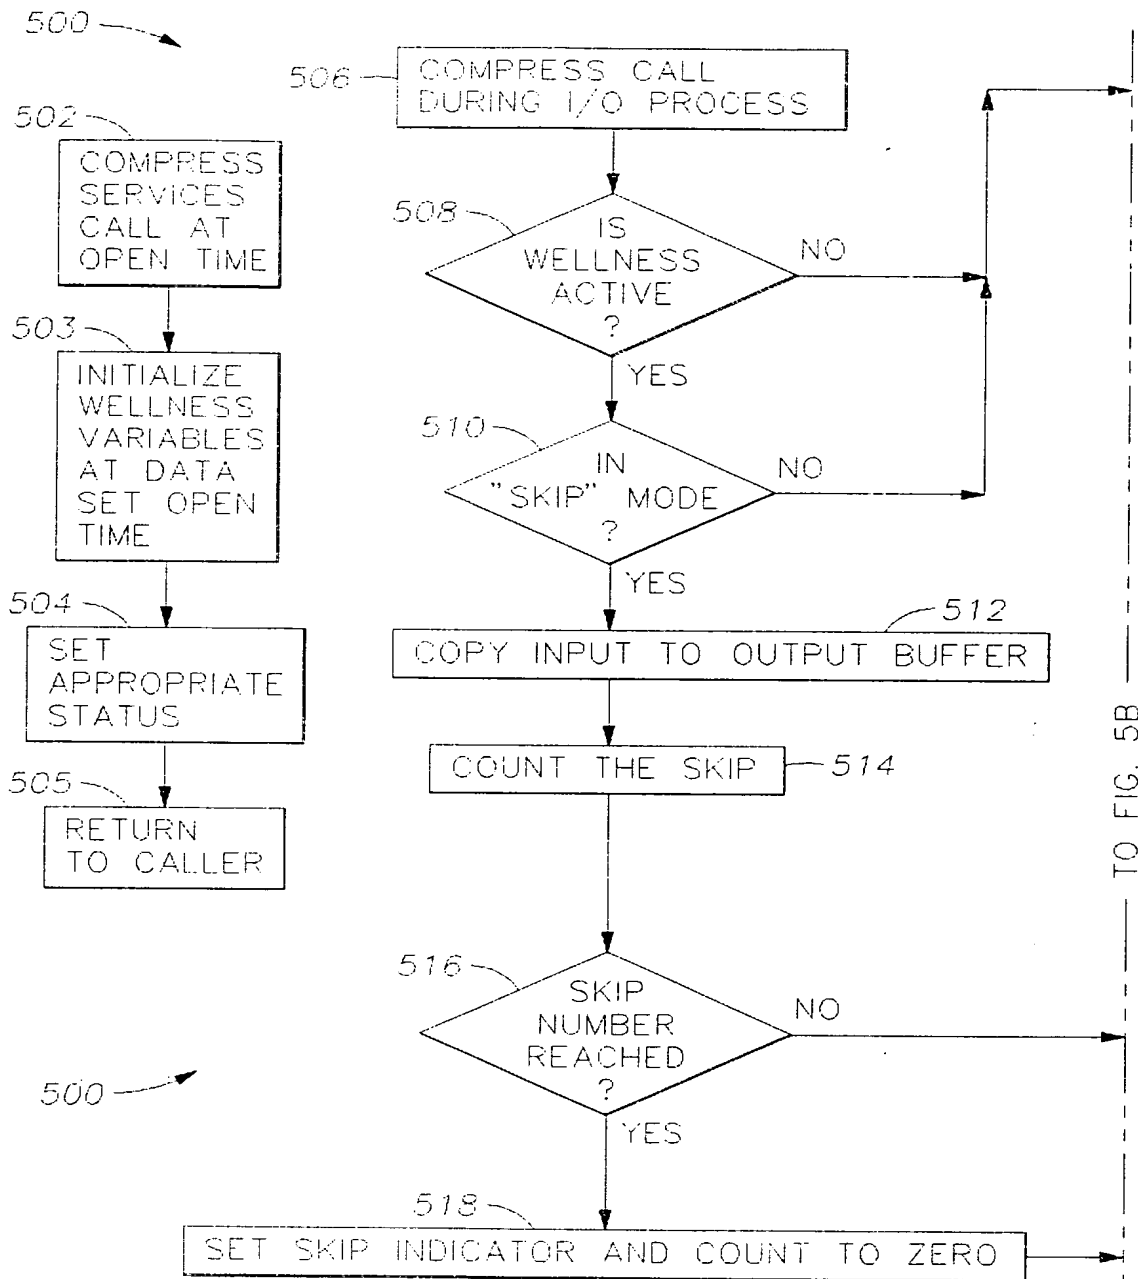 500
502
COMPRESS
SERVICES
CALL AT
OPEN TIME
503
INITIALIZE
WELLNESS
VARIABLES
AT DATA
SET OPEN
TIME
504
SET
APPROPRIATE
STATUS
505
RETURN
TO CALLER
506
COMPRESS CALL
DURING I/O PROCESS
508
IS
WELLNESS
ACTIVE
?
NO
YES
510
IN
"SKIP" MODE
?
NO
YES
512
COPY INPUT TO OUTPUT BUFFER
COUNT THE SKIP
514
516
SKIP
NUMBER
REACHED
?
NO
YES
500
518
SET SKIP INDICATOR AND COUNT TO ZERO
TO FIG. 5B